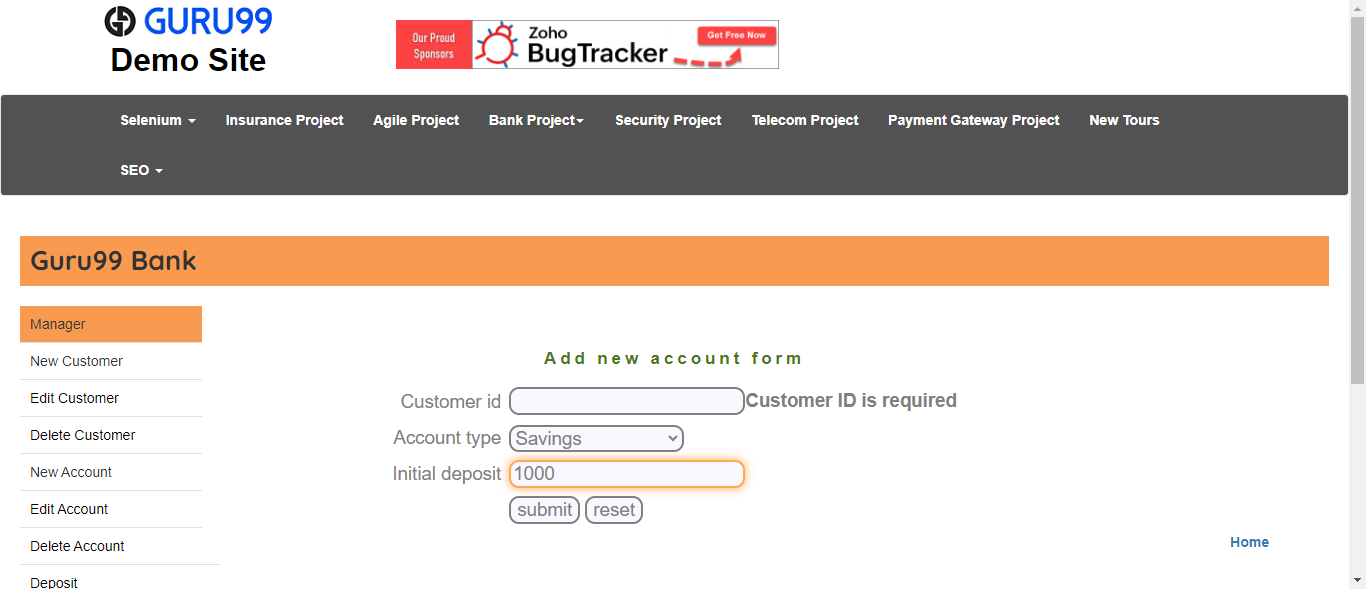 GURU99
Demo Site
Our Proud
Sponsors
Zoho
BugTracker
Get Free Now
Selenium Insurance Project Agile Project Bank Project Security Project Telecom Project Payment Gateway Project New Tours
SEO
Guru99 Bank
Manager
New Customer
Edit Customer
Delete Customer
New Account
Edit Account
Delete Account
Deposit
Add new account form
Customer id Customer ID is required
Account type Savings
Initial deposit 1000
submit reset
Home